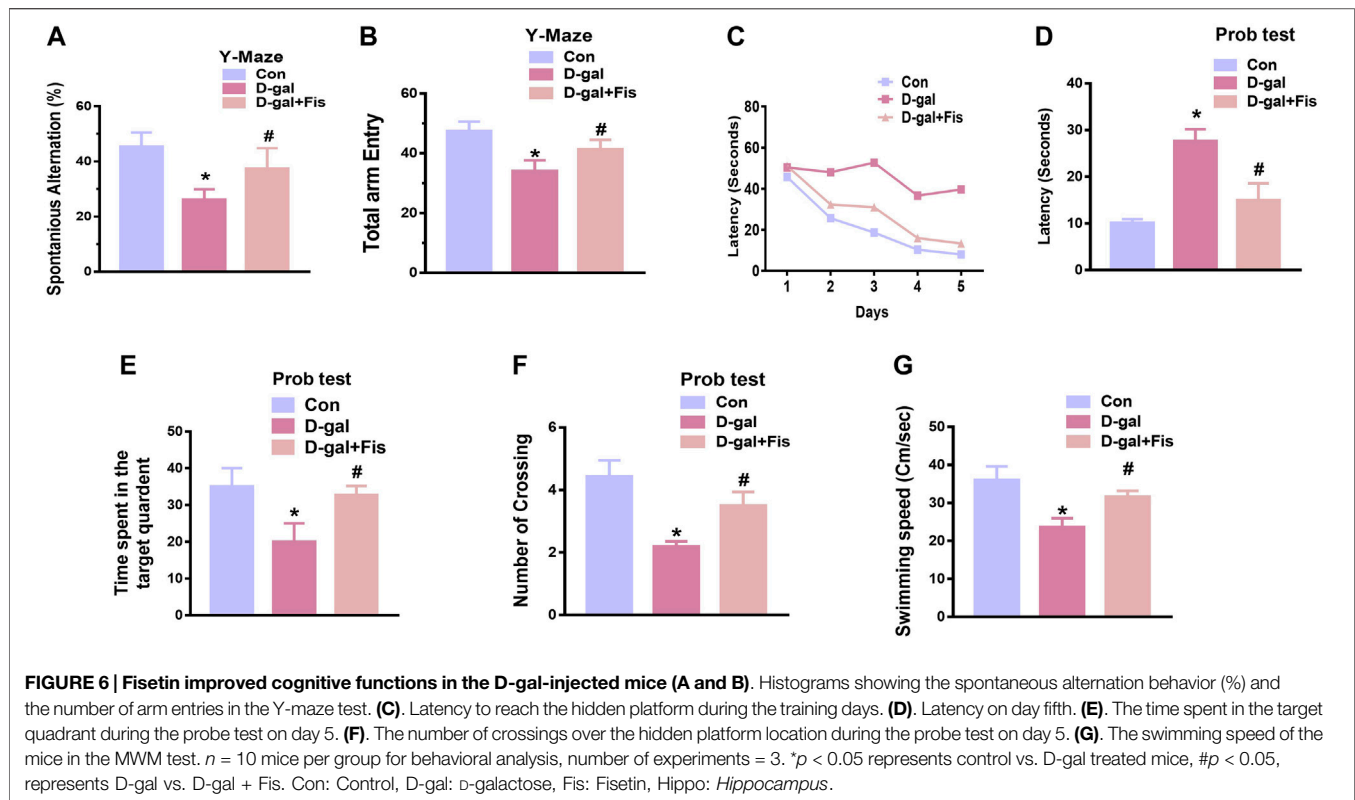 A
Y-Maze
Con
D-gal
D-gal+Fis
Spontanious Alternation (%)
60
40
20
0
*
#
B
Y-Maze
Con
D-gal
D-gal+Fis
Total arm Entry
60
40
20
0
*
#
C
Con
D-gal
D-gal+Fis
Latency (Seconds)
80
60
40
20
0
1 2 3 4 5
Days
D
Prob test
Con
D-gal
D-gal+Fis
Latency (Seconds)
40
30
20
10
0
*
#
E
Prob test
Con
D-gal
D-gal+Fis
Time spent in the
target quardent
50
40
30
20
10
0
*
#
F
Prob test
Con
D-gal
D-gal+Fis
Number of Crossing
6
4
2
0
*
#
G
Con
D-gal
D-gal+Fis
Swimming speed (Cm/sec)
50
40
30
20
10
0
*
#
FIGURE 6 | Fisetin improved cognitive functions in the D-gal-injected mice (A and B). Histograms showing the spontaneous alternation behavior (%) and
the number of arm entries in the Y-maze test. (C). Latency to reach the hidden platform during the training days. (D). Latency on day fifth. (E). The time spent in the target
quadrant during the probe test on day 5. (F). The number of crossings over the hidden platform location during the probe test on day 5. (G). The swimming speed of the
mice in the MWM test. n = 10 mice per group for behavioral analysis, number of experiments = 3. *p < 0.05 represents control vs. D-gal treated mice, #p < 0.05,
represents D-gal vs. D-gal + Fis. Con: Control, D-gal: D-galactose, Fis: Fisetin, Hippo: Hippocampus.